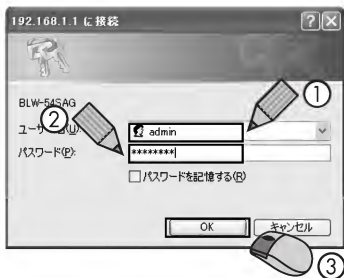 192.168.1.1 に接続
BLW-54SAG
①
ユーザー名(U):
admin
②
パスワード(P):
********
パスワードを記憶する(R)
OK
キャンセル
③